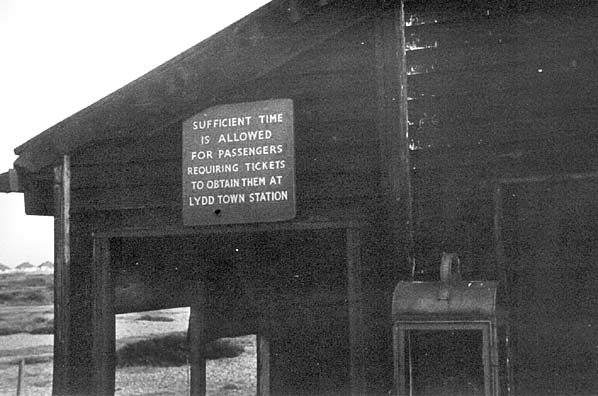 SUFFICIENT TIME
IS ALLOWED
FOR PASSENGERS
REQUIRING TICKETS
TO OBTAIN THEM AT
LYDD TOWN STATION